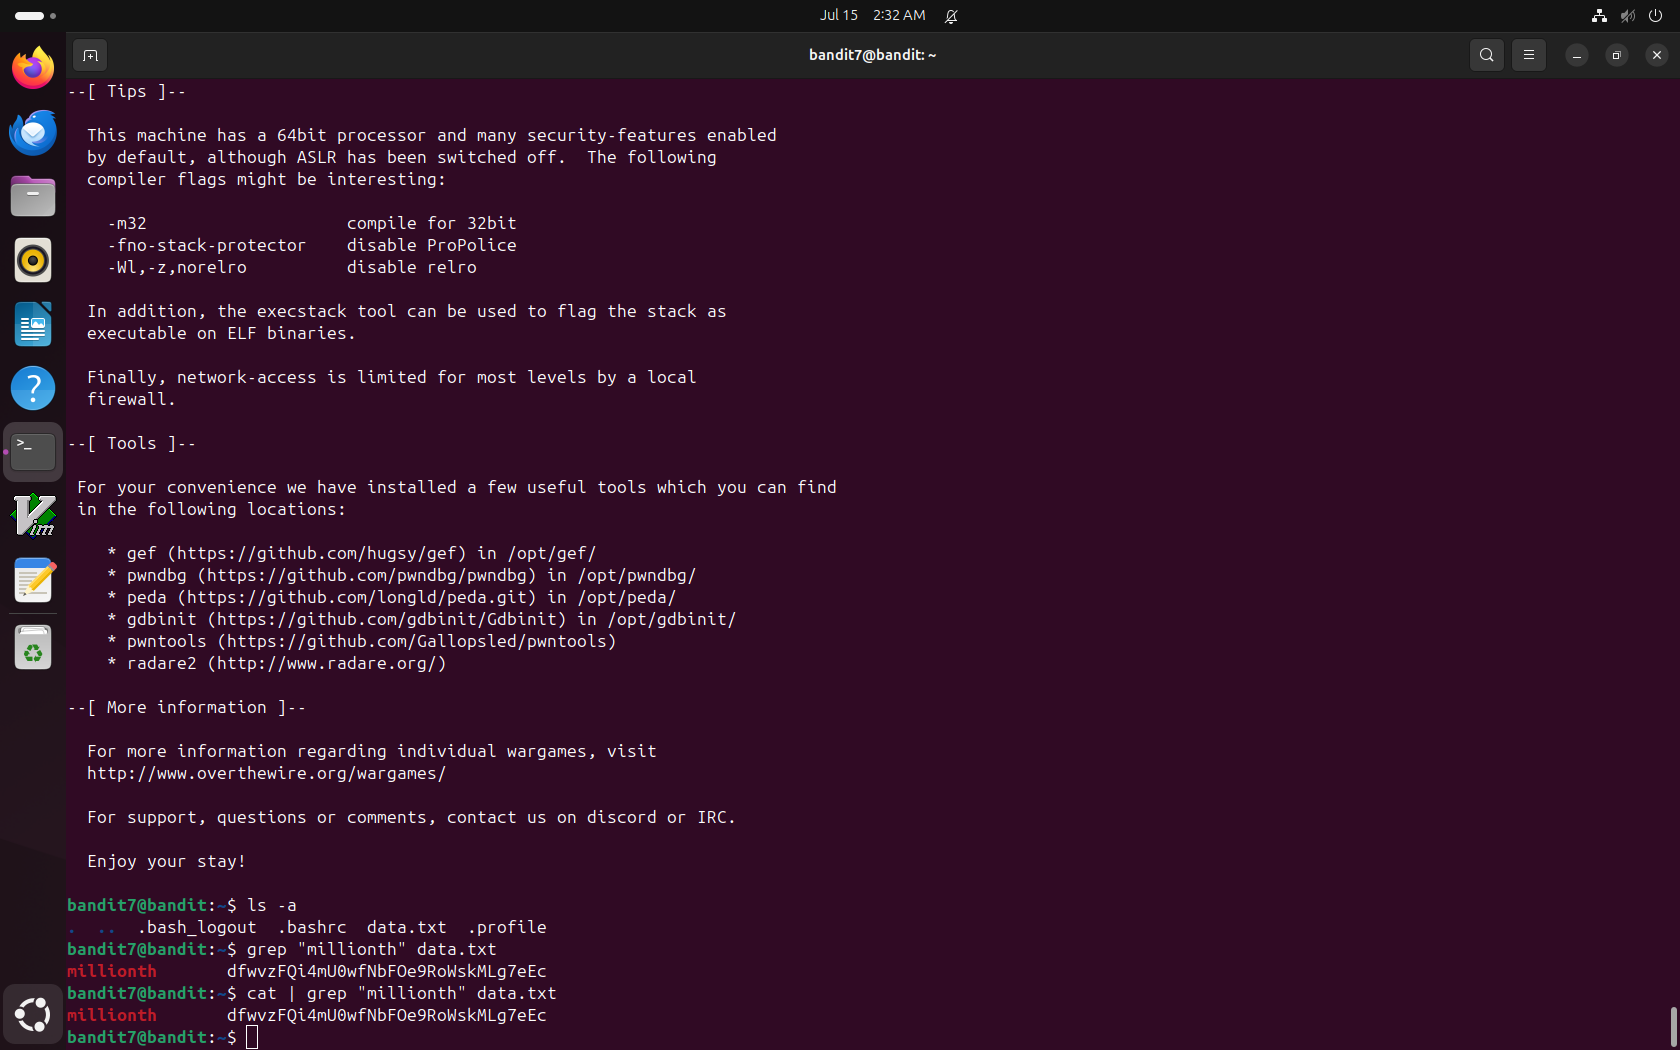 Jul 15 2:32 AM
bandit7@bandit: ~
--[ Tips ]--
This machine has a 64bit processor and many security-features enabled
by default, although ASLR has been switched off.  The following
compiler flags might be interesting:
-m32                    compile for 32bit
-fno-stack-protector    disable ProPolice
-Wl,-z,norelro          disable relro
In addition, the execstack tool can be used to flag the stack as
executable on ELF binaries.
Finally, network-access is limited for most levels by a local
firewall.
--[ Tools ]--
For your convenience we have installed a few useful tools which you can find
in the following locations:
* gef (https://github.com/hugsy/gef) in /opt/gef/
* pwndbg (https://github.com/pwndbg/pwndbg) in /opt/pwndbg/
* peda (https://github.com/longld/peda.git) in /opt/peda/
* gdbinit (https://github.com/gdbinit/Gdbinit) in /opt/gdbinit/
* pwntools (https://github.com/Gallopsled/pwntools)
* radare2 (http://www.radare.org/)
--[ More information ]--
For more information regarding individual wargames, visit
http://www.overthewire.org/wargames/
For support, questions or comments, contact us on discord or IRC.
Enjoy your stay!
bandit7@bandit:~$ ls -a
.  ..  .bash_logout  .bashrc  data.txt  .profile
bandit7@bandit:~$ grep "millionth" data.txt
millionth       dfwvzFQi4mU0wfNbFOe9RoWskMLg7eEc
bandit7@bandit:~$ cat | grep "millionth" data.txt
millionth       dfwvzFQi4mU0wfNbFOe9RoWskMLg7eEc
bandit7@bandit:~$